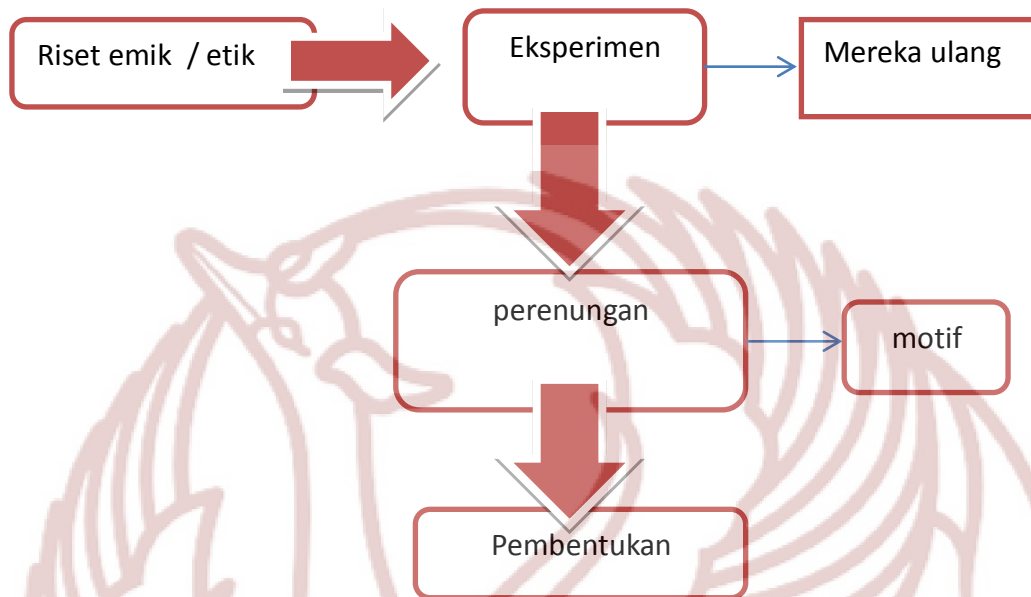 Riset emik / etik
Eksperimen
Mereka ulang
perenungan
motif
Pembentukan